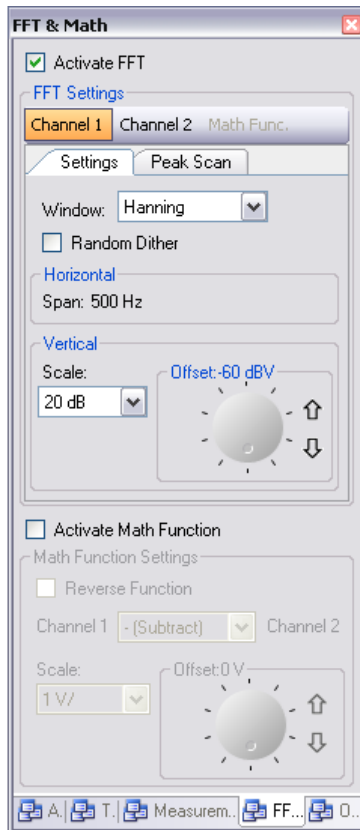 FFT & Math
Activate FFT
FFT Settings
Channel 1 Channel 2 Math Func.
Settings Peak Scan
Window: Hanning
Random Dither
Horizontal
Span: 500 Hz
Vertical
Scale: Offset:-60 dBV
20 dB
Activate Math Function
Math Function Settings
Reverse Function
Channel 1 - (Subtract) Channel 2
Scale: Offset:0 V
1 V/
A. T. Measurem.. FF... O..